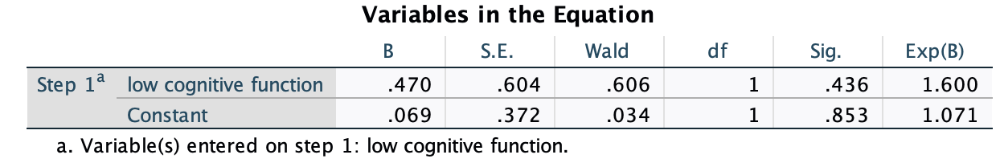 Variables in the Equation
B S.E. Wald df Sig. Exp(B)
Step 1a low cognitive function .470 .604 .606 1 .436 1.600
Constant .069 .372 .034 1 .853 1.071
a. Variable(s) entered on step 1: low cognitive function.